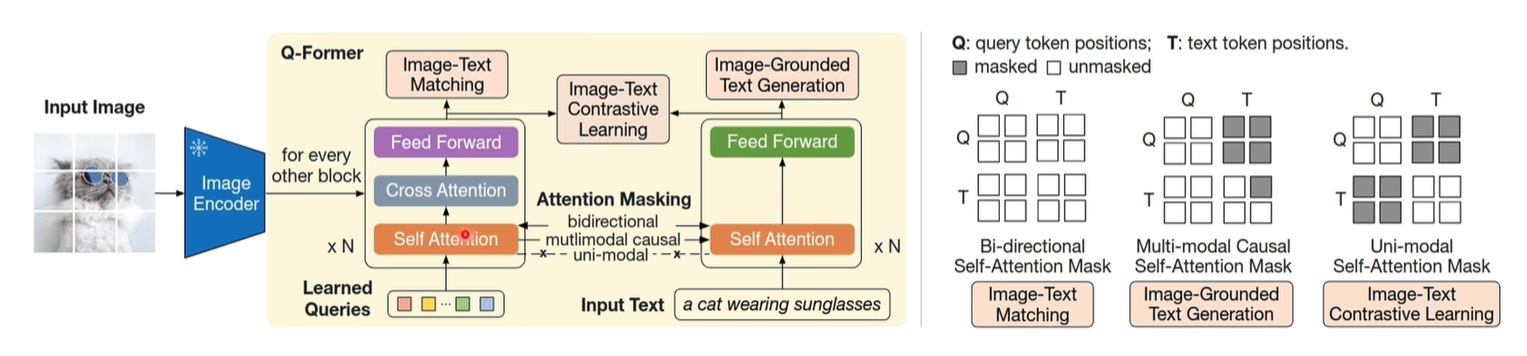 Q-Former
Input Image
Image
Encoder
for every
other block
Image-Text
Matching
Image-Text
Contrastive
Learning
Image-Grounded
Text Generation
Feed Forward
Cross Attention
Self Attention
x N
Learned
Queries
...
Attention Masking
bidirectional
mutlimodal causal
x uni-modal x
Feed Forward
Self Attention
x N
Input Text
a cat wearing sunglasses
Q: query token positions; T: text token positions.
masked unmasked
Q T
Q
T
Bi-directional
Self-Attention Mask
Image-Text
Matching
Q T
Q
T
Multi-modal Causal
Self-Attention Mask
Image-Grounded
Text Generation
Q T
Q
T
Uni-modal
Self-Attention Mask
Image-Text
Contrastive Learning